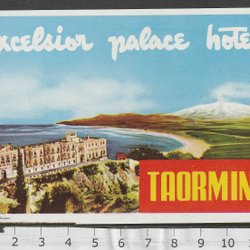 xcelsior palace hote
TAORMIN
2 3 4 5 6 7 8 9 10